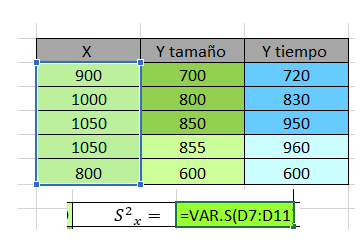 X Y tamaño Y tiempo
900 700 720
1000 800 830
1050 850 950
1050 855 960
800 600 600
S²ₓ = =VAR.S(D7:D11